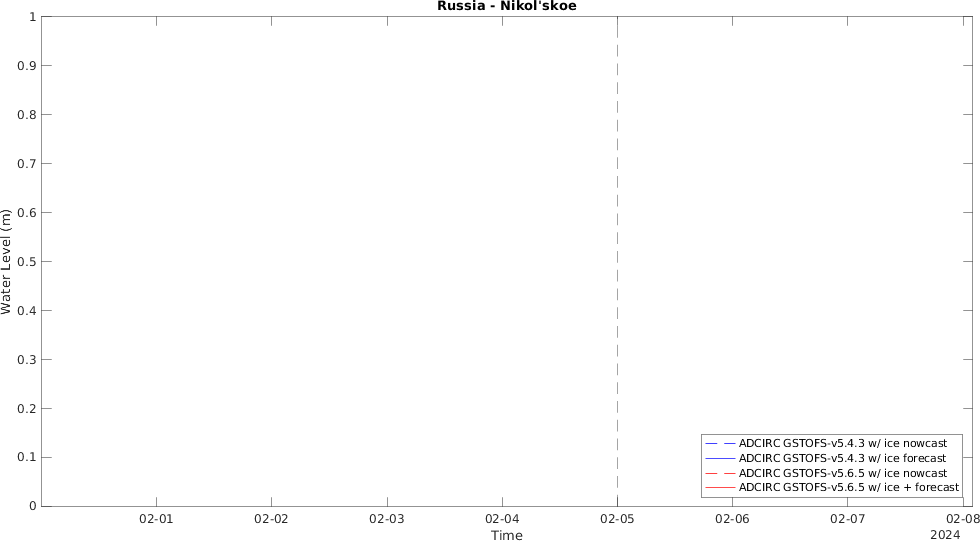 Russia - Nikol'skoe
1
0.9
0.8
0.7
0.6
0.5
0.4
0.3
0.2
0.1
0
Water Level (m)
ADCIRC GSTOFS-v5.4.3 w/ ice nowcast
ADCIRC GSTOFS-v5.4.3 w/ ice forecast
ADCIRC GSTOFS-v5.6.5 w/ ice nowcast
ADCIRC GSTOFS-v5.6.5 w/ ice + forecast
02-01 02-02 02-03 02-04 02-05 02-06 02-07 02-08
Time
2024